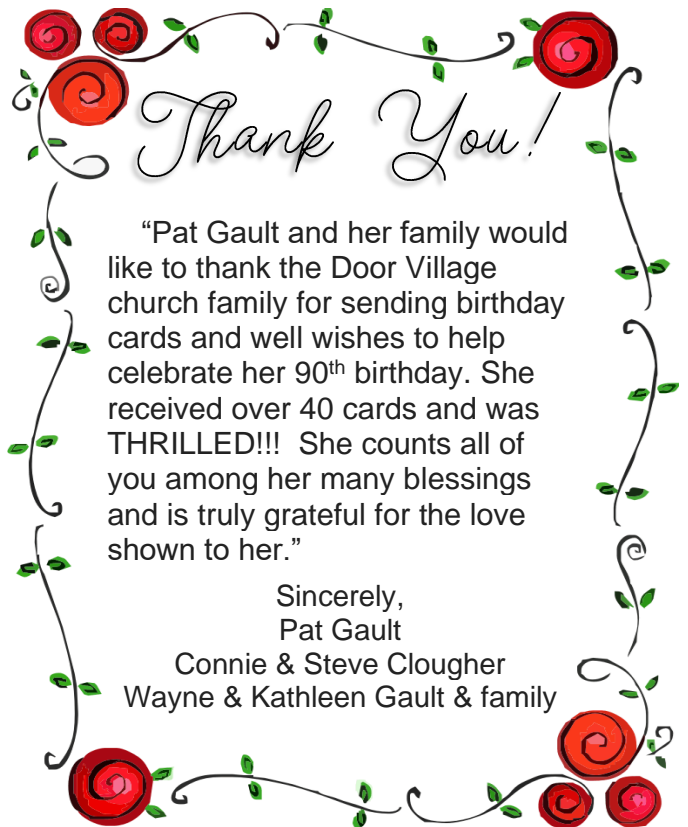 Thank You!
“Pat Gault and her family would
like to thank the Door Village
church family for sending birthday
cards and well wishes to help
celebrate her 90th birthday. She
received over 40 cards and was
THRILLED!!!  She counts all of
you among her many blessings
and is truly grateful for the love
shown to her.”
Sincerely,
Pat Gault
Connie & Steve Clougher
Wayne & Kathleen Gault & family